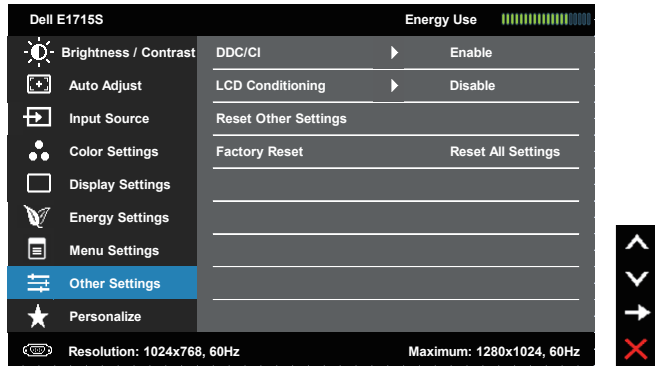 Dell E1715S Energy Use
Brightness / Contrast DDC/CI Enable
Auto Adjust LCD Conditioning Disable
Input Source Reset Other Settings
Color Settings Factory Reset Reset All Settings
Display Settings
Energy Settings
Menu Settings
Other Settings
Personalize
Resolution: 1024x768, 60Hz Maximum: 1280x1024, 60Hz